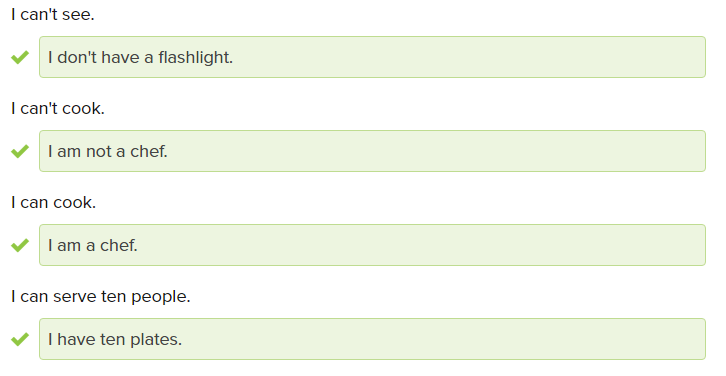 I can't see.
I don't have a flashlight.
I can't cook.
I am not a chef.
I can cook.
I am a chef.
I can serve ten people.
I have ten plates.